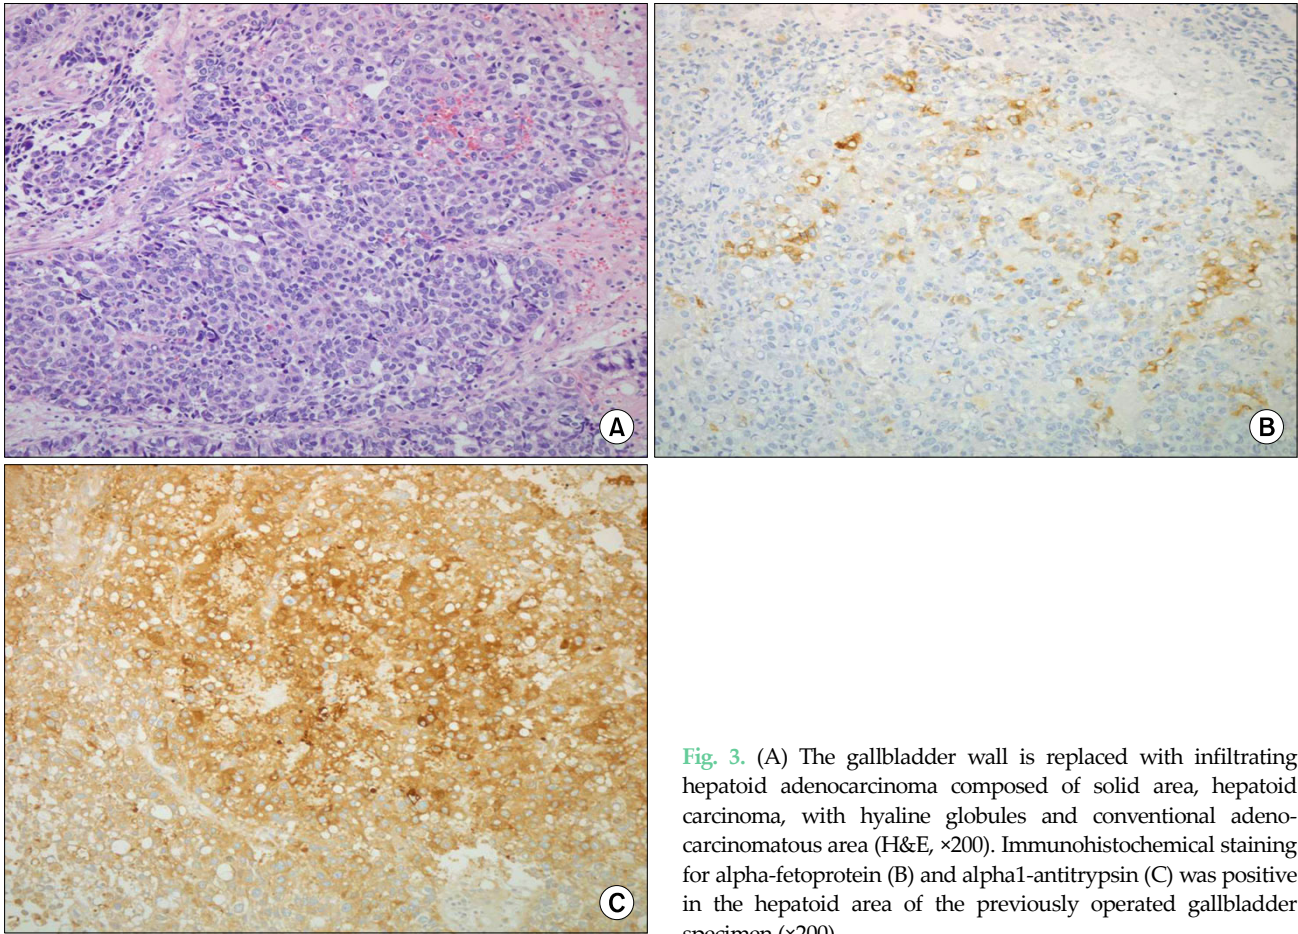 A
B
C
Fig. 3. (A) The gallbladder wall is replaced with infiltrating
hepatoid adenocarcinoma composed of solid area, hepatoid
carcinoma, with hyaline globules and conventional adeno-
carcinomatous area (H&E, ×200). Immunohistochemical staining
for alpha-fetoprotein (B) and alpha1-antitrypsin (C) was positive
in the hepatoid area of the previously operated gallbladder
specimen (×200)